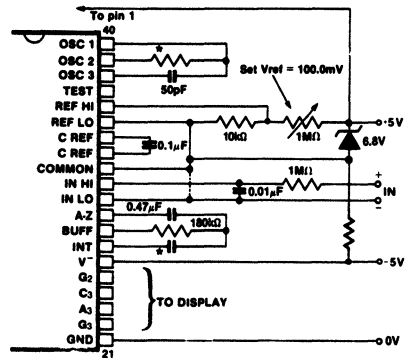 To pin 1
40
OSC 1
OSC 2
*
OSC 3
50pF
Set Vref = 100.0mV
TEST
REF HI
REF LO
10kΩ
1MΩ
+5V
6.8V
C REF
0.1µF
C REF
COMMON
1MΩ
+
IN HI
0.01µF
IN
IN LO
–
0.47µF
A-Z
BUFF
180kΩ
INT
*
V–
-5V
G2
C3
TO DISPLAY
A3
G3
GND
0V
21